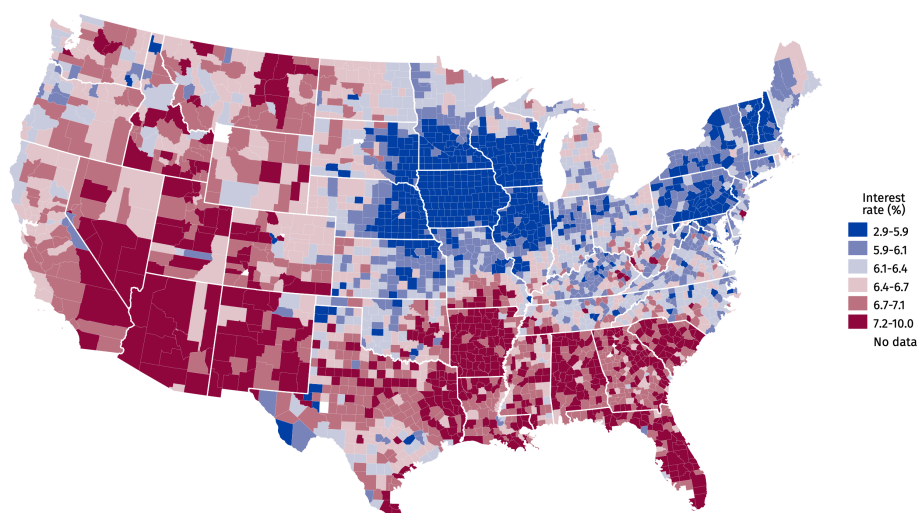 Interest
rate (%)
2.9-5.9
5.9-6.1
6.1-6.4
6.4-6.7
6.7-7.1
7.2-10.0
No data